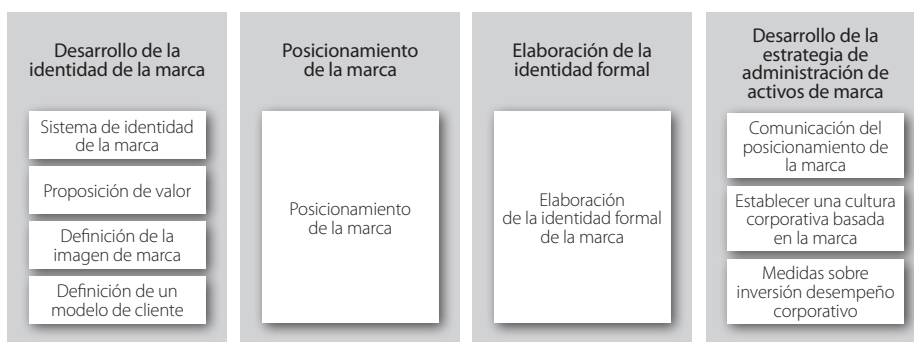 Desarrollo de la
identidad de la marca
Sistema de identidad
de la marca
Proposición de valor
Definición de la
imagen de marca
Definición de un
modelo de cliente
Posicionamiento
de la marca
Posicionamiento
de la marca
Elaboración de la
identidad formal
Elaboración
de la identidad formal
de la marca
Desarrollo de la
estrategia de
administración de
activos de marca
Comunicación del
posicionamiento de
la marca
Establecer una cultura
corporativa basada
en la marca
Medidas sobre
inversión desempeño
corporativo